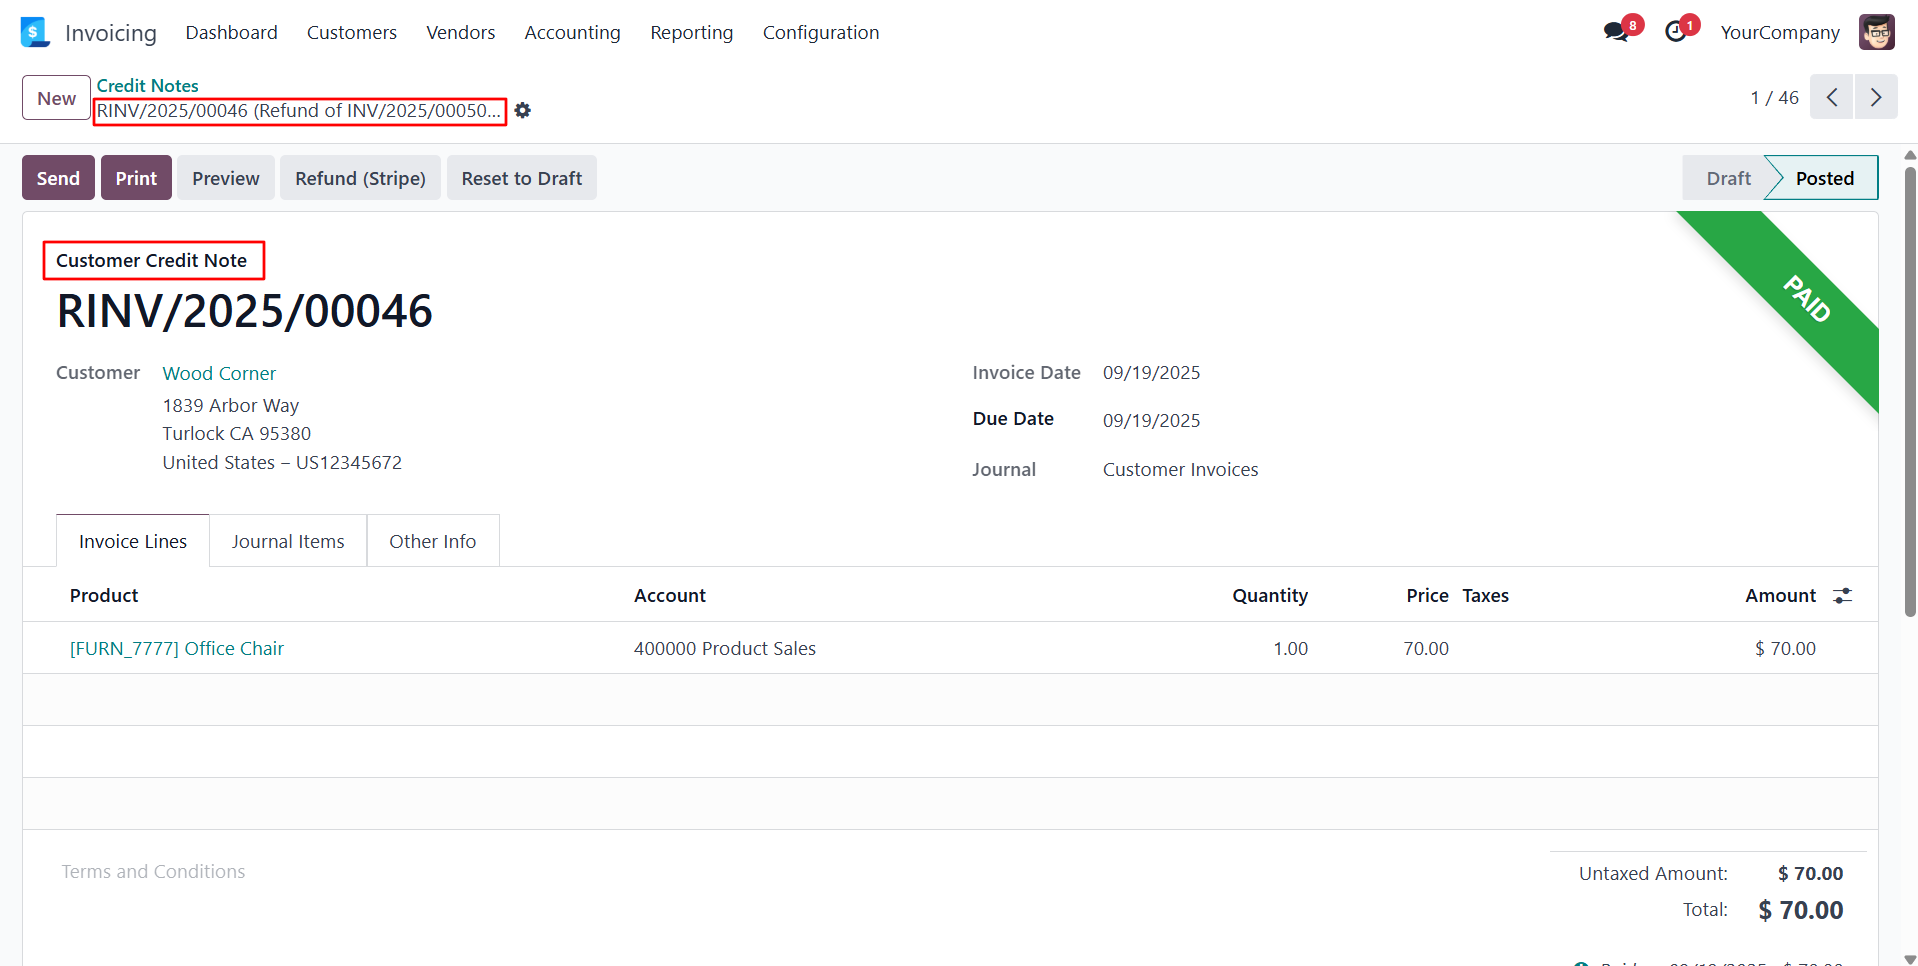 Invoicing Dashboard Customers Vendors Accounting Reporting Configuration 8 1 YourCompany
New
Credit Notes
RINV/2025/00046 (Refund of INV/2025/00050...
1 / 46
Send Print Preview Refund (Stripe) Reset to Draft Draft Posted
PAID
Customer Credit Note
RINV/2025/00046
Customer Wood Corner
1839 Arbor Way
Turlock CA 95380
United States – US12345672
Invoice Date 09/19/2025
Due Date 09/19/2025
Journal Customer Invoices
Invoice Lines Journal Items Other Info
Product Account Quantity Price Taxes Amount
[FURN_7777] Office Chair 400000 Product Sales 1.00 70.00 $ 70.00
Terms and Conditions
Untaxed Amount: $ 70.00
Total: $ 70.00